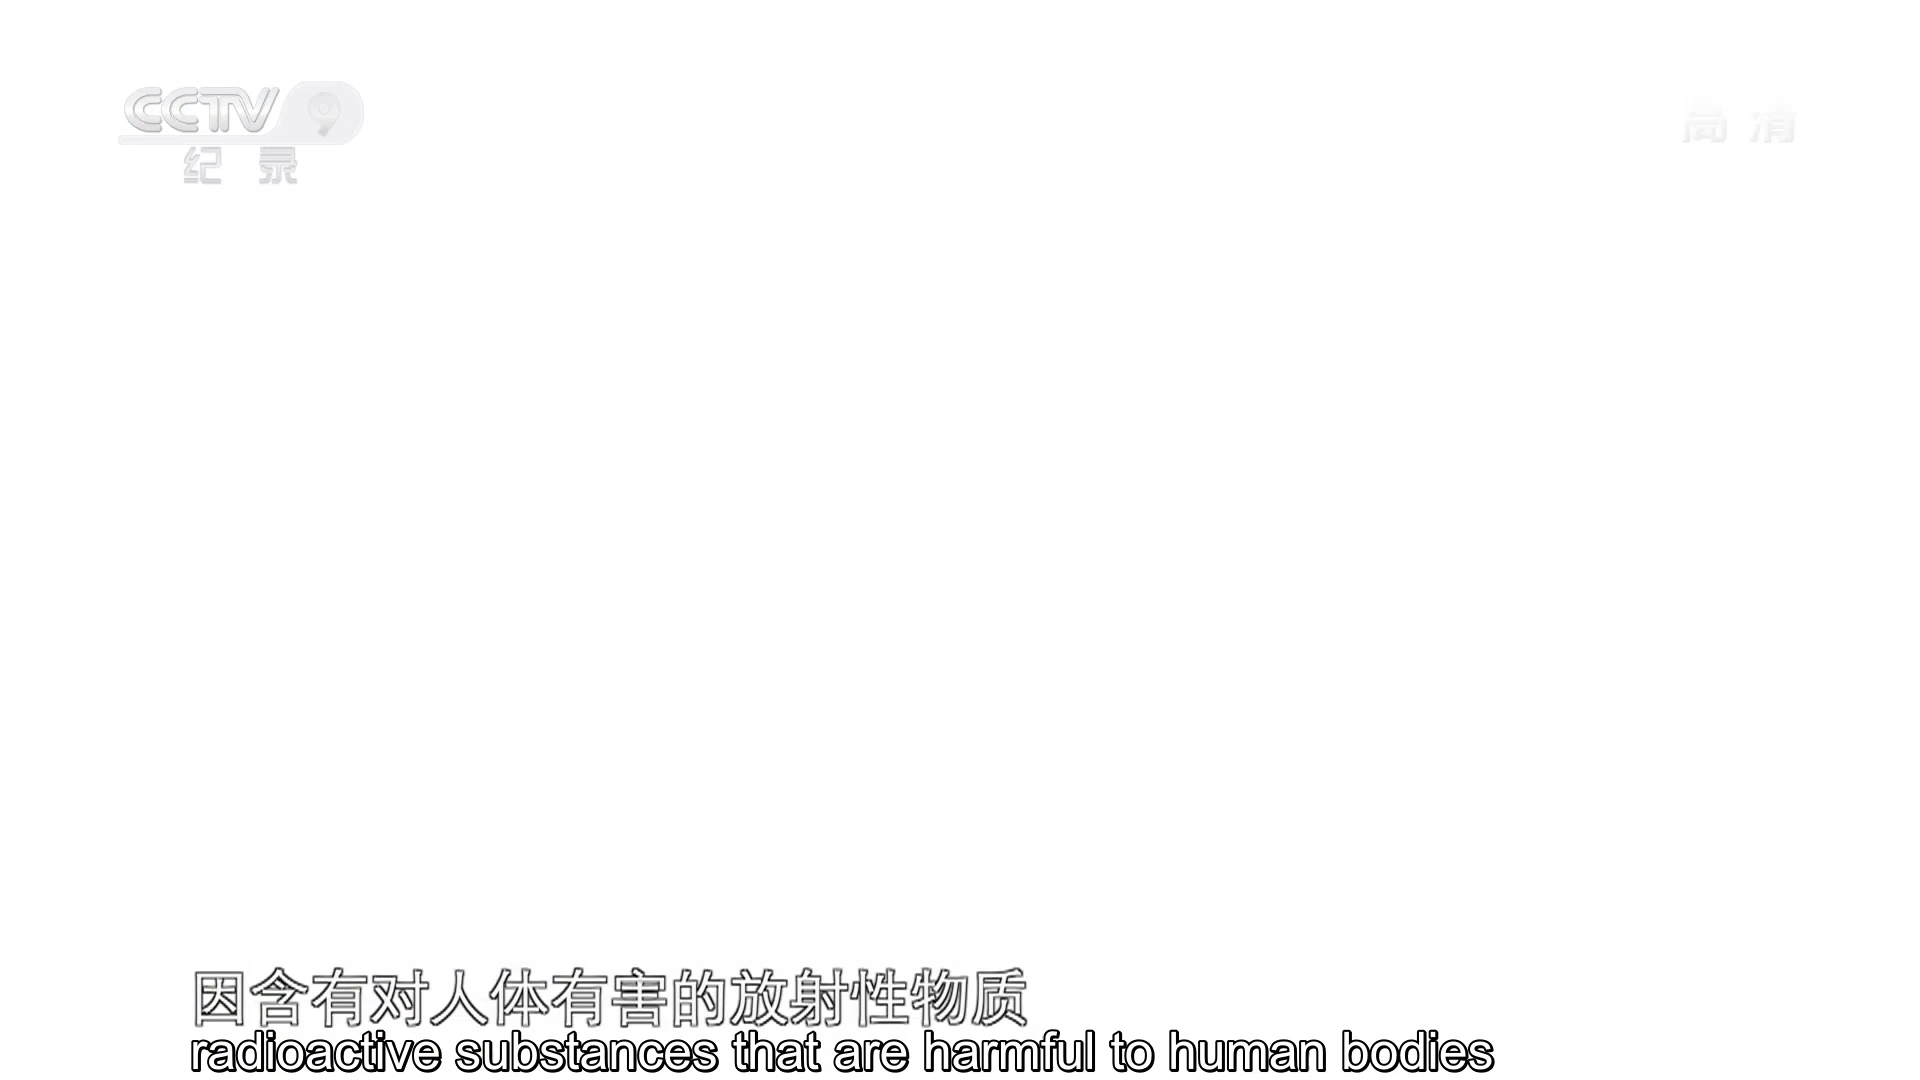 CCTV 9
纪录
高清
因含有对人体有害的放射性物质
radioactive substances that are harmful to human bodies